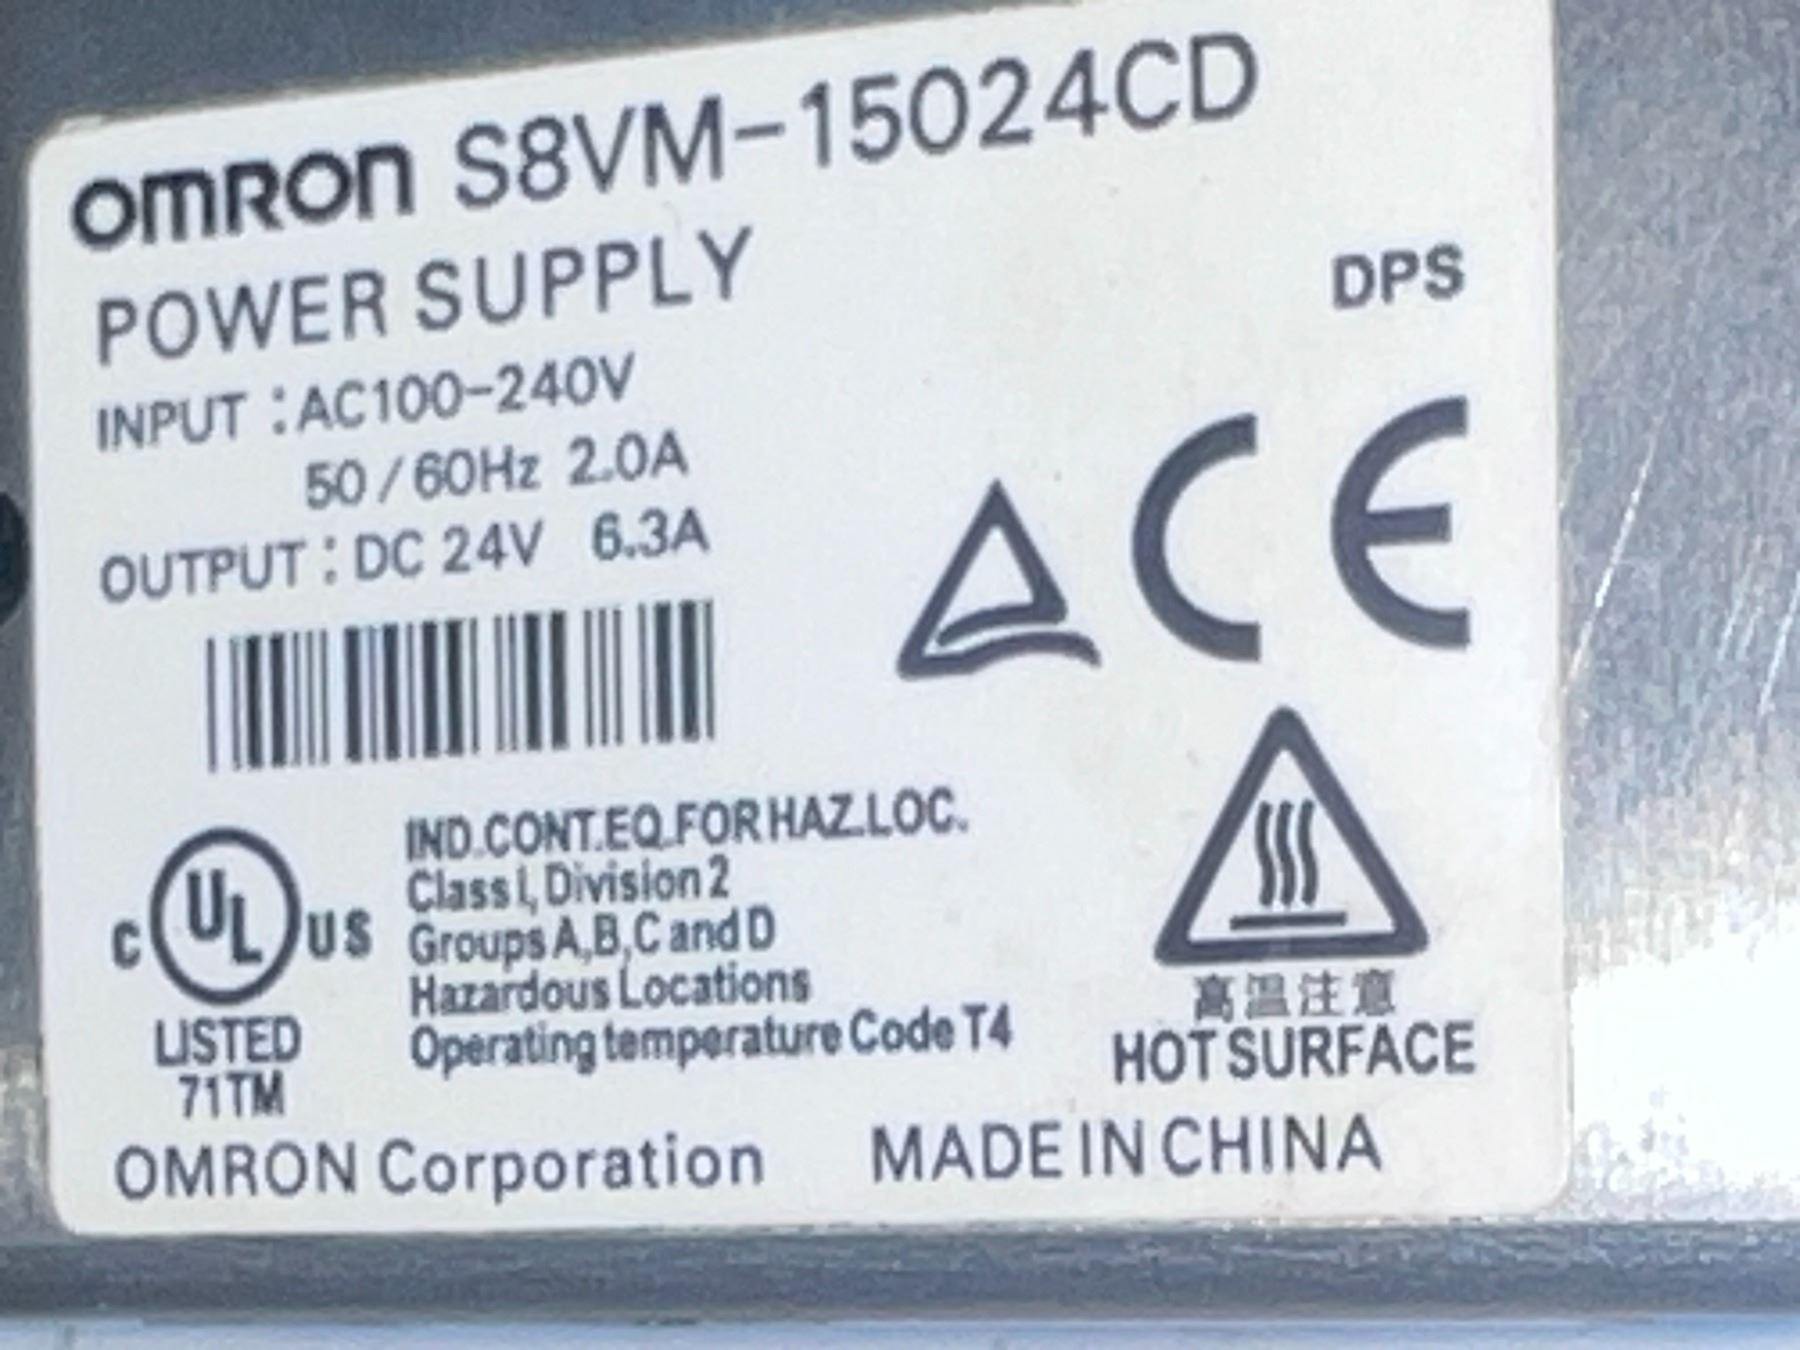 OMRON S8VM-15024CD
POWER SUPPLY
DPS
INPUT : AC100-240V
50/60Hz 2.0A
OUTPUT : DC 24V 6.3A
CE
IND.CONT.EQ.FOR HAZ.LOC.
Class I, Division 2
Groups A,B,C and D
Hazardous Locations
Operating temperature Code T4
C UL US
LISTED
71TM
高温注意
HOT SURFACE
OMRON Corporation MADE IN CHINA